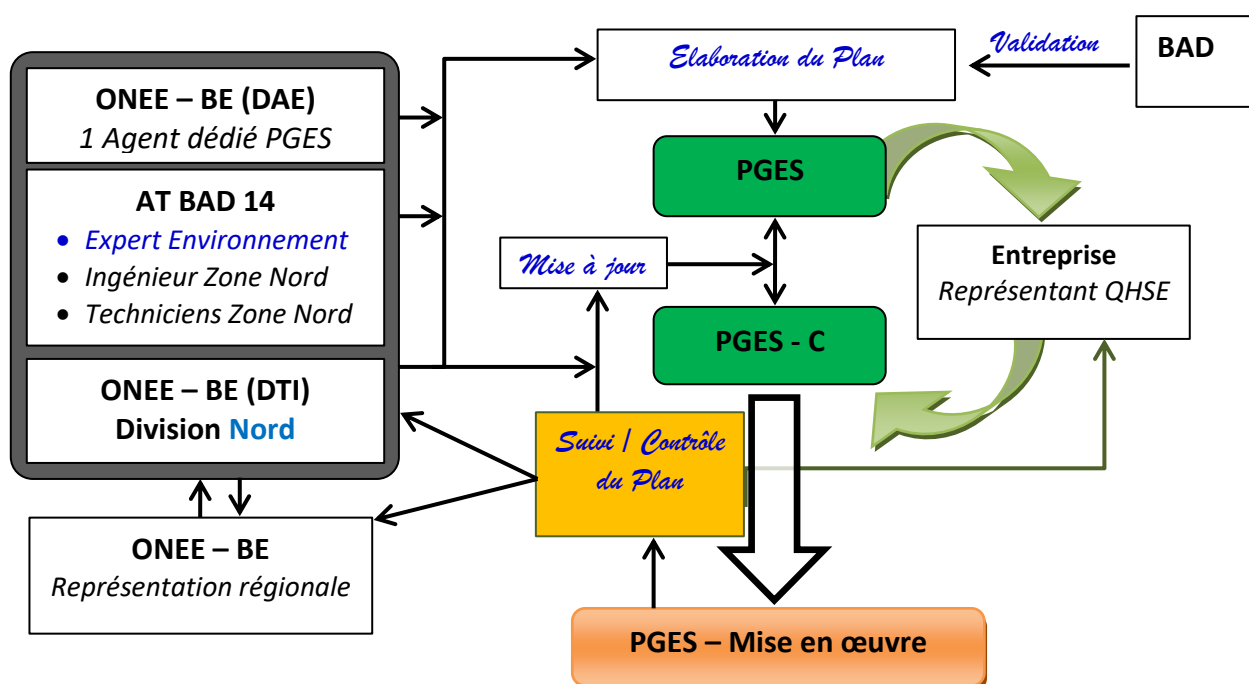 ONEE – BE (DAE)
1 Agent dédié PGES
AT BAD 14
• Expert Environnement
• Ingénieur Zone Nord
• Techniciens Zone Nord
ONEE – BE (DTI)
Division Nord
ONEE – BE
Représentation régionale
Elaboration du Plan
Validation
BAD
PGES
Mise à jour
PGES - C
Entreprise
Représentant QHSE
Suivi / Contrôle
du Plan
PGES – Mise en œuvre